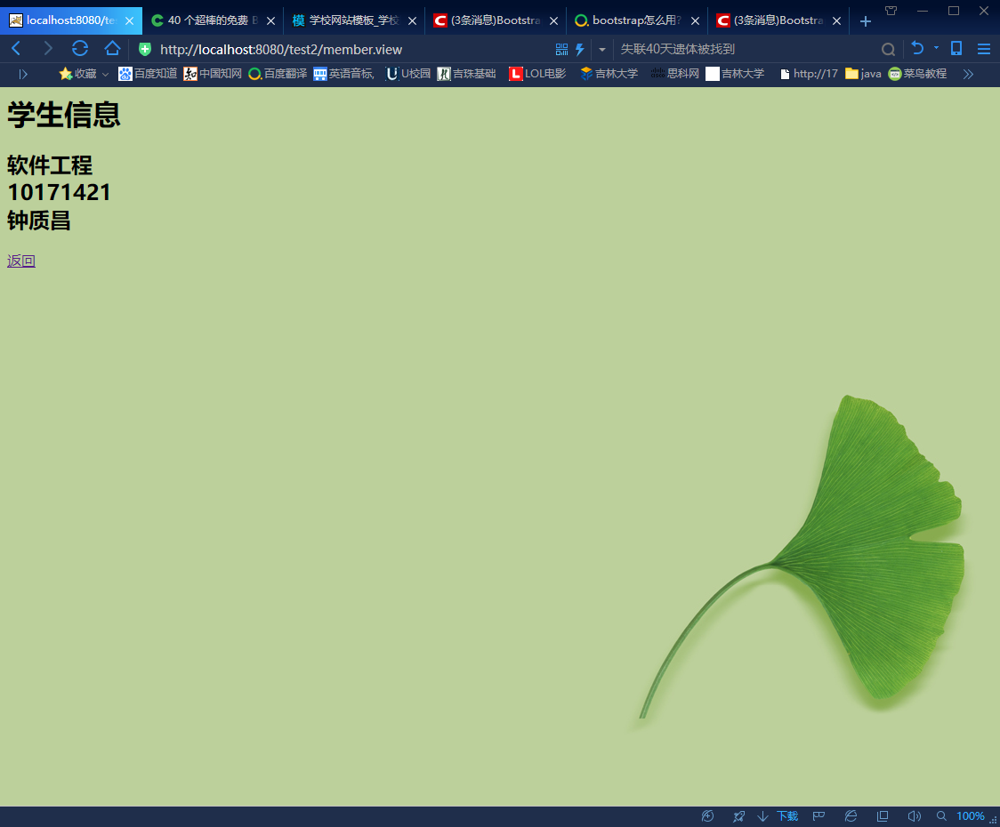 localhost:8080/te
40 个超棒的免费 B
模 学校网站模板_学校
(3条消息)Bootstra
bootstrap怎么用?
(3条消息)Bootstra
http://localhost:8080/test2/member.view
失联40天遗体被找到
收藏
百度知道
中国知网
百度翻译
英语音标,
U校园
吉珠基础
LOL电影
吉林大学
思科网
吉林大学
http://17
java
菜鸟教程
学生信息
软件工程
10171421
钟质昌
返回
下载
100%